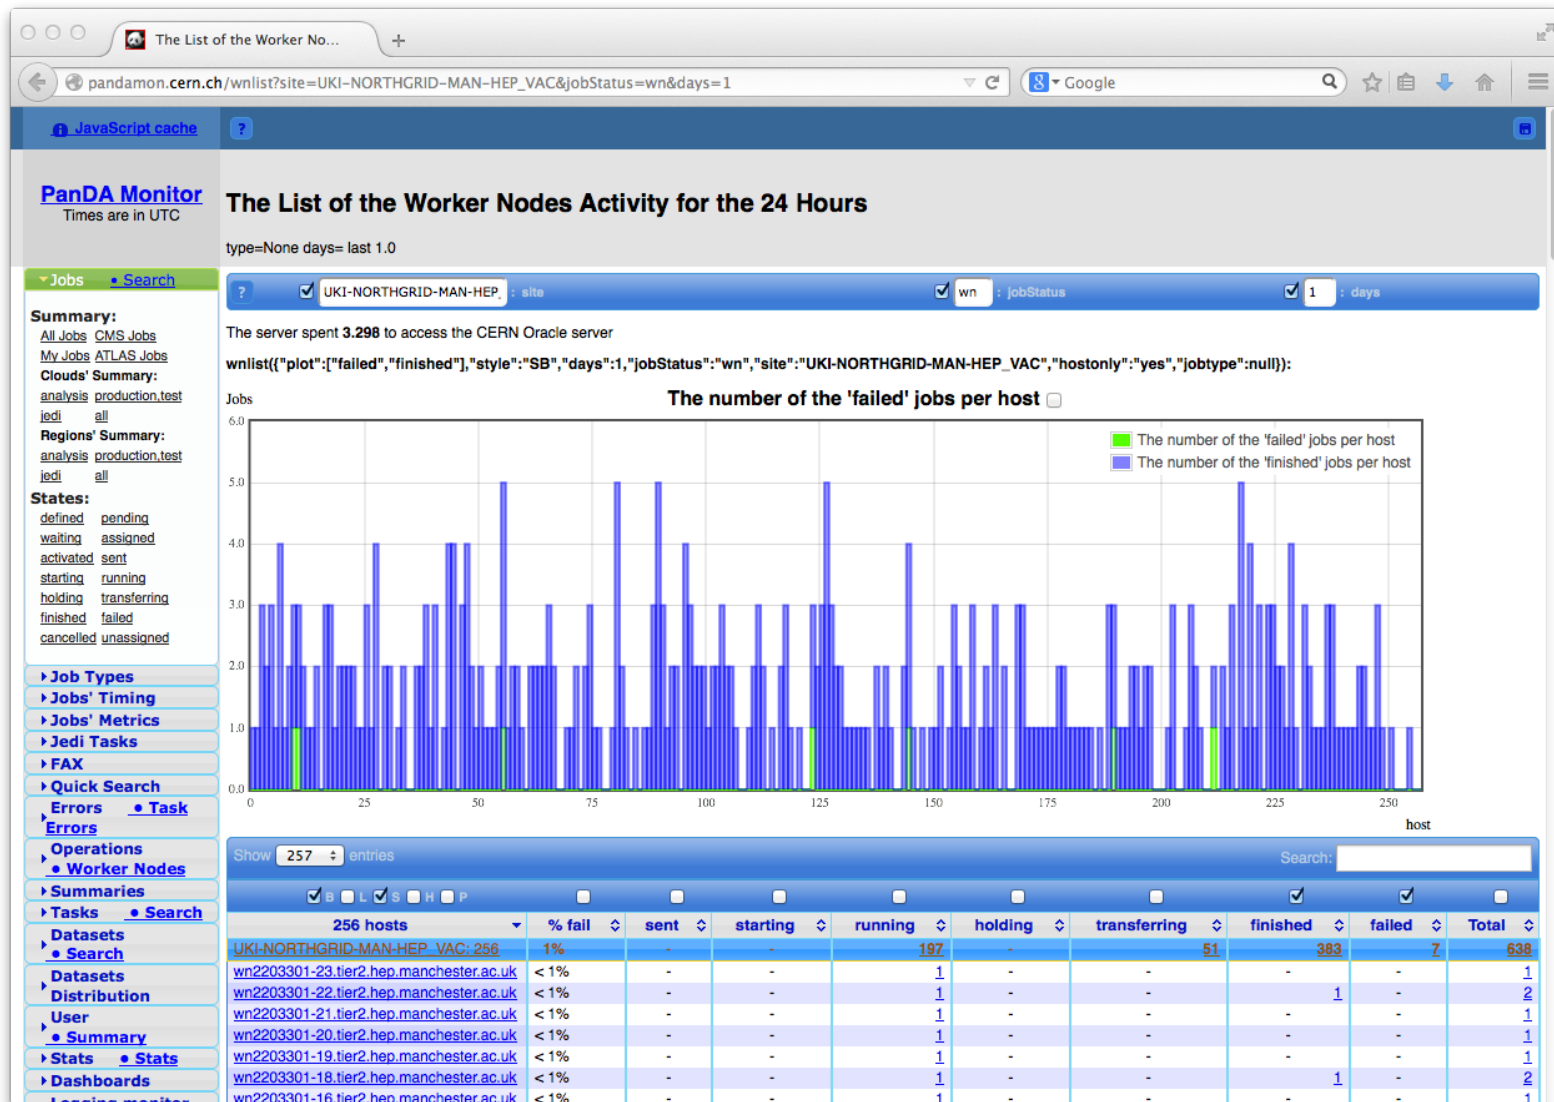 The List of the Worker No...
pandamon.cern.ch/wnlist?site=UKI-NORTHGRID-MAN-HEP_VAC&jobStatus=wn&days=1
8 Google
JavaScript cache
?
PanDA Monitor
Times are in UTC
The List of the Worker Nodes Activity for the 24 Hours
type=None days= last 1.0
Jobs • Search
Summary:
All Jobs CMS Jobs
My Jobs ATLAS Jobs
Clouds' Summary:
analysis production,test
jedi all
Regions' Summary:
analysis production,test
jedi all
States:
defined pending
waiting assigned
activated sent
starting running
holding transferring
finished failed
cancelled unassigned
Job Types
Jobs' Timing
Jobs' Metrics
Jedi Tasks
FAX
Quick Search
Errors • Task
Errors
Operations
• Worker Nodes
Summaries
Tasks • Search
Datasets
• Search
Datasets
Distribution
User
• Summary
Stats • Stats
Dashboards
Logging monitor
? UKI-NORTHGRID-MAN-HEP_ : site wn : jobStatus 1 : days
The server spent 3.298 to access the CERN Oracle server
wnlist({"plot":["failed","finished"],"style":"SB","days":1,"jobStatus":"wn","site":"UKI-NORTHGRID-MAN-HEP_VAC","hostonly":"yes","jobtype":null}):
Jobs The number of the 'failed' jobs per host
6.0
The number of the 'failed' jobs per host
The number of the 'finished' jobs per host
5.0
4.0
3.0
2.0
1.0
0.0
0 25 50 75 100 125 150 175 200 225 250
host
Show 257 entries Search:
B L S H P
256 hosts % fail sent starting running holding transferring finished failed Total
UKI-NORTHGRID-MAN-HEP_VAC: 256 1% - - 197 - 51 383 7 638
wn2203301-23.tier2.hep.manchester.ac.uk < 1% - - 1 - - - - 1
wn2203301-22.tier2.hep.manchester.ac.uk < 1% - - 1 - - 1 - 2
wn2203301-21.tier2.hep.manchester.ac.uk < 1% - - 1 - - - - 1
wn2203301-20.tier2.hep.manchester.ac.uk < 1% - - 1 - - - - 1
wn2203301-19.tier2.hep.manchester.ac.uk < 1% - - 1 - - - - 1
wn2203301-18.tier2.hep.manchester.ac.uk < 1% - - 1 - - 1 - 2
wn2203301-16.tier2.hep.manchester.ac.uk < 1% - - 1 - - - - 1